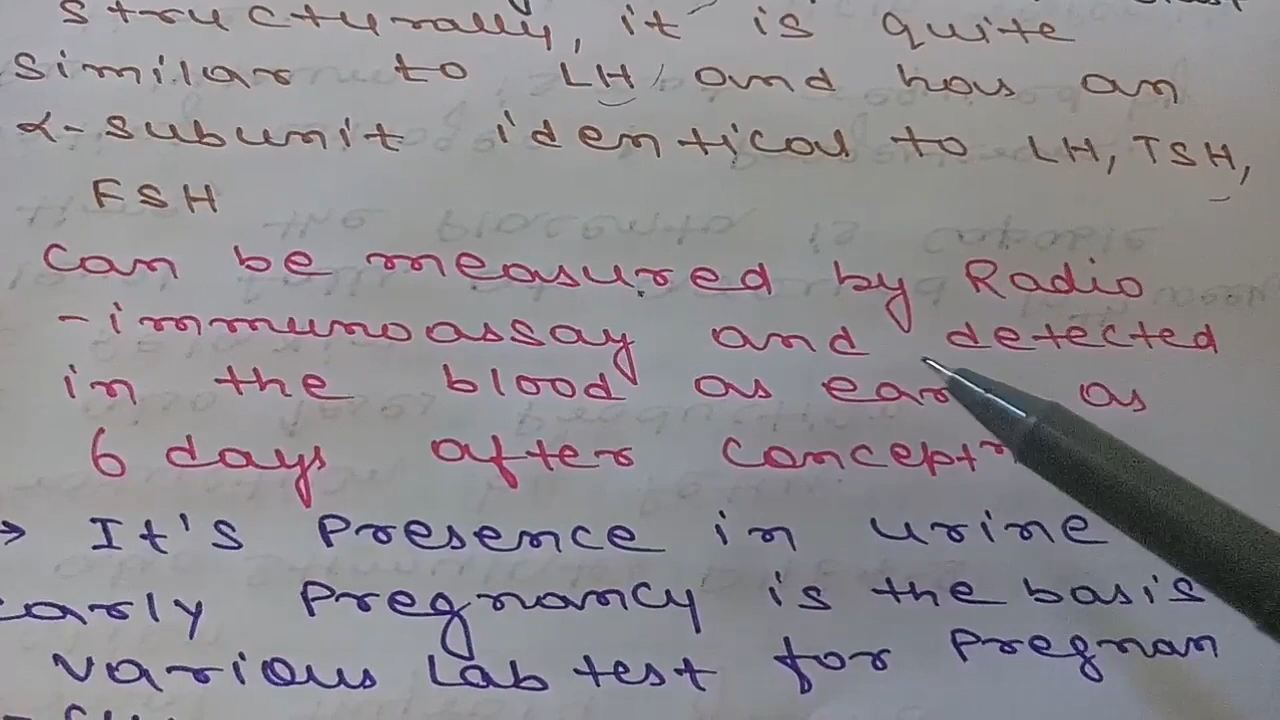 structurally, it is quite
similar to LH, and has an
α-subunit identical to LH, TSH,
FSH
can be measured by Radio
-immunoassay and detected
in the blood as as
6 days after
→ It's Presence in urine
early Pregnancy is the basis
various Lab test for Pregnan